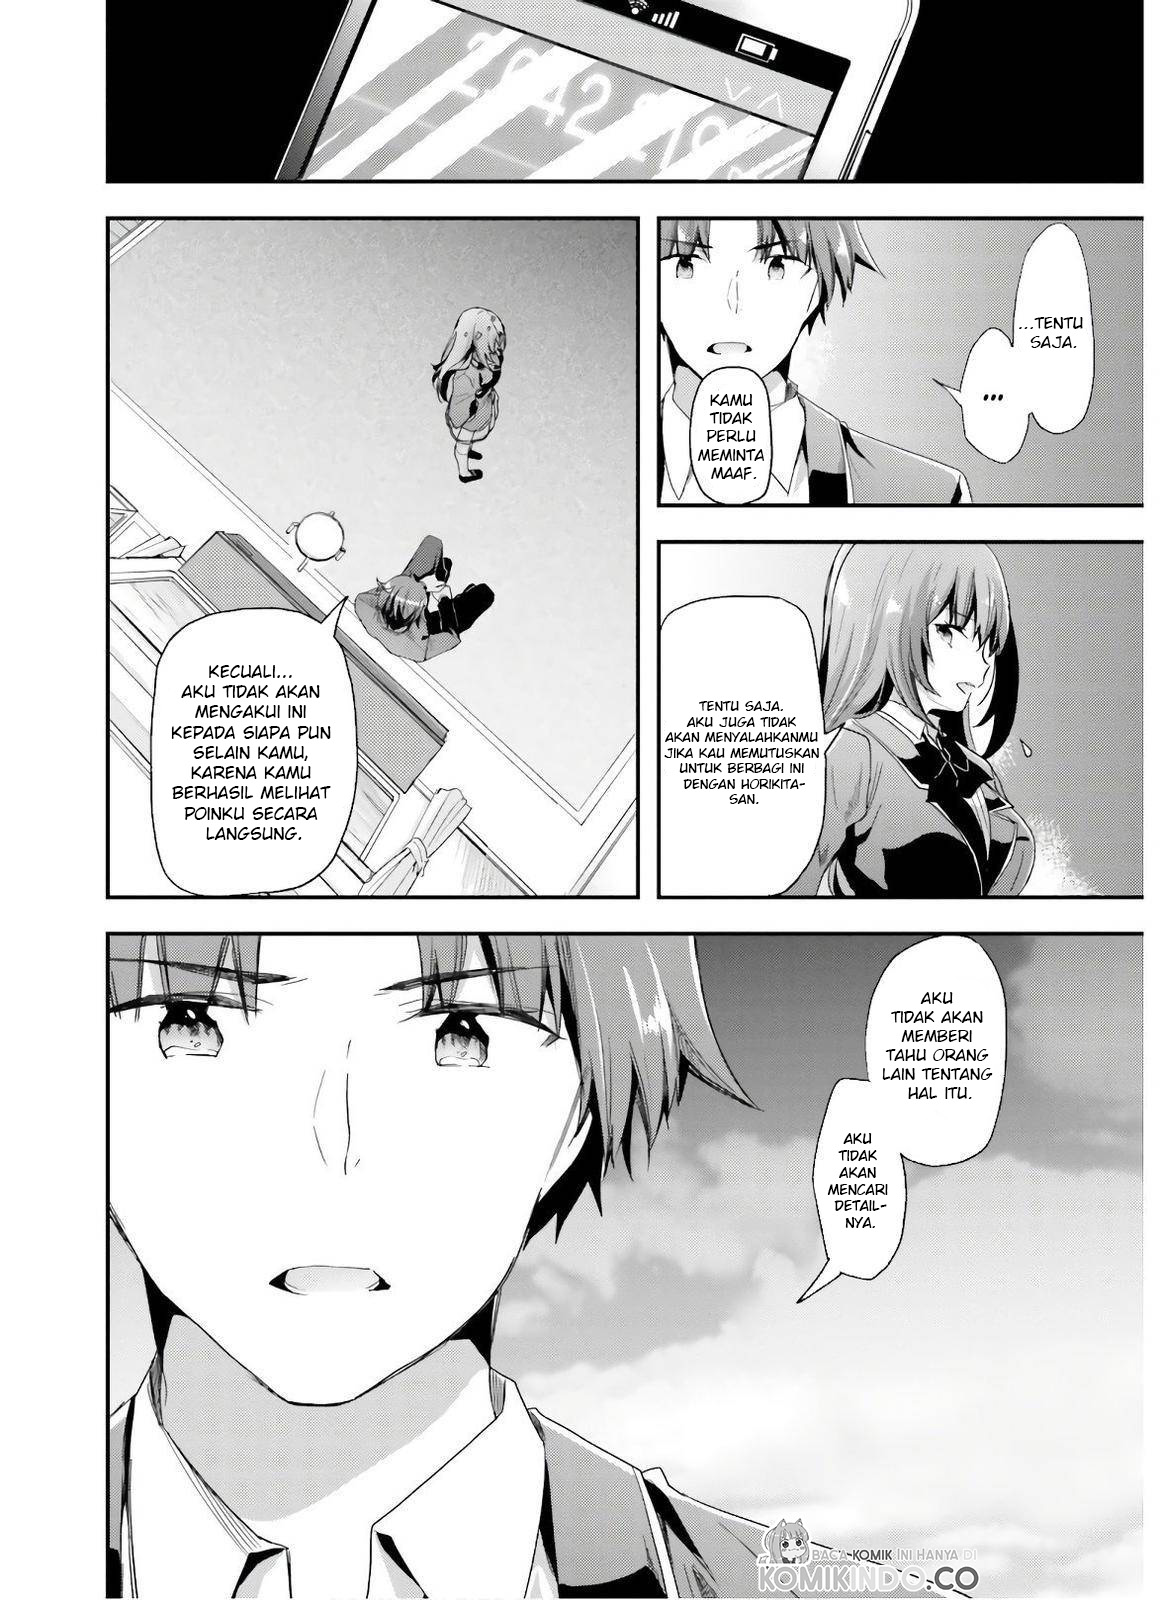 ...TENTU
SAJA.
...
KAMU
TIDAK
PERLU
MEMINTA
MAAF.
TENTU SAJA.
AKU JUGA TIDAK
AKAN MENYALAHKANMU
JIKA KAU MEMUTUSKAN
UNTUK BERBAGI INI
DENGAN HORIKITA-
SAN.
KECUALI...
AKU TIDAK AKAN
MENGAKUI INI
KEPADA SIAPA PUN
SELAIN KAMU,
KARENA KAMU
BERHASIL MELIHAT
POINKU SECARA
LANGSUNG.
AKU
TIDAK AKAN
MEMBERI
TAHU ORANG
LAIN TENTANG
HAL ITU.
AKU
TIDAK
AKAN
MENCARI
DETAIL-
NYA.
BACA KOMIK INI HANYA DI
KOMIKINDO.CO